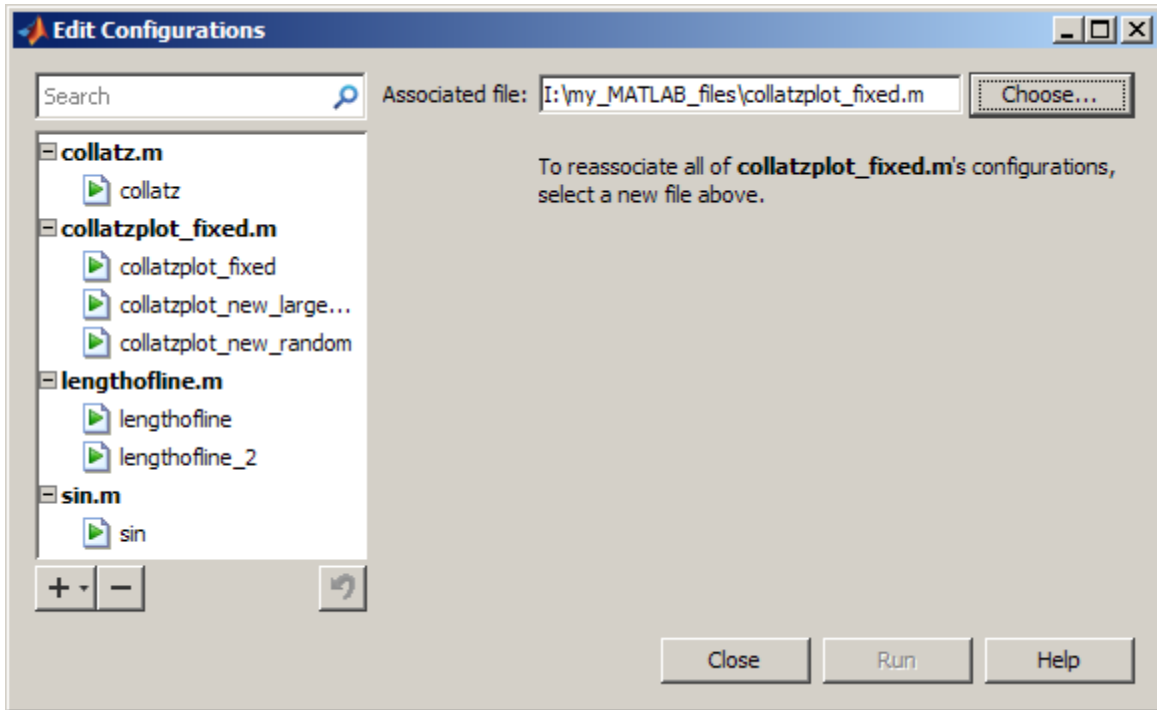 Edit Configurations
Search
Associated file: I:\my_MATLAB_files\collatzplot_fixed.m Choose...
To reassociate all of collatzplot_fixed.m's configurations,
select a new file above.
collatz.m
collatz
collatzplot_fixed.m
collatzplot_fixed
collatzplot_new_large...
collatzplot_new_random
lengthofline.m
lengthofline
lengthofline_2
sin.m
sin
Close Run Help